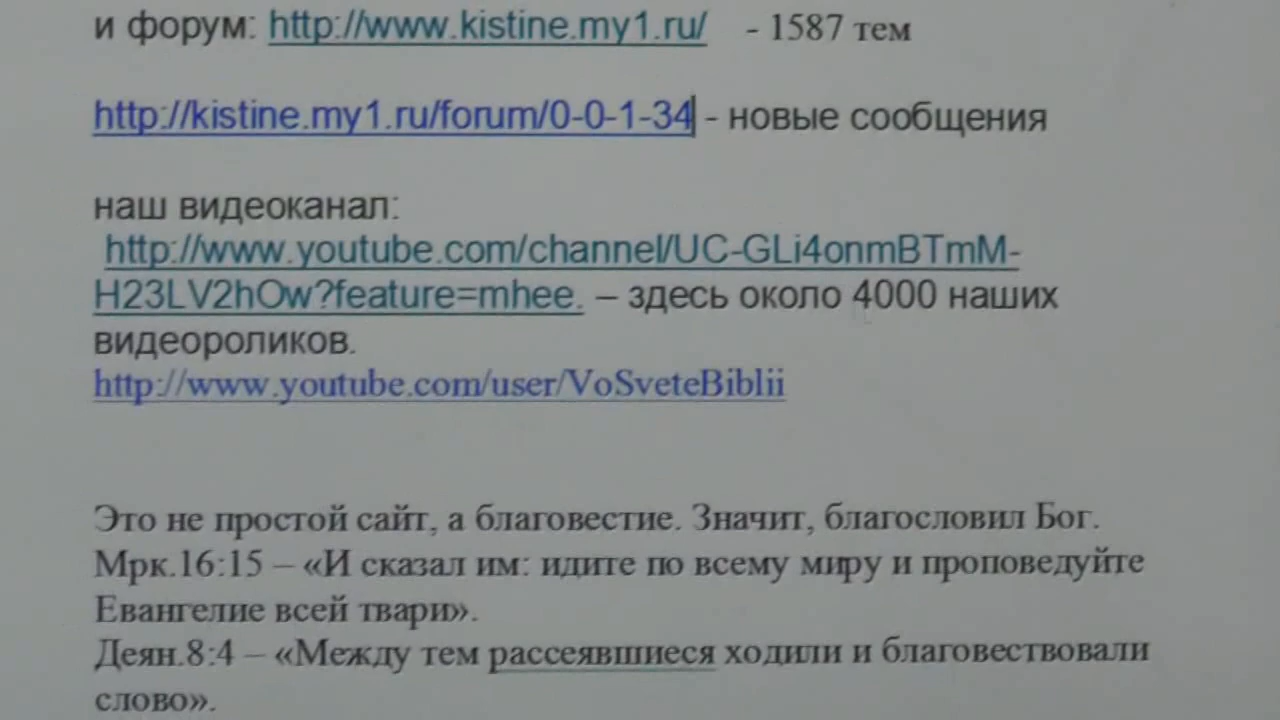 и форум: http://www.kistine.my1.ru/ - 1587 тем
http://kistine.my1.ru/forum/0-0-1-34 - новые сообщения
наш видеоканал:
http://www.youtube.com/channel/UC-GLi4onmBTmM-
H23LV2hOw?feature=mhee. – здесь около 4000 наших
видеороликов.
http://www.youtube.com/user/VoSveteBiblii
Это не простой сайт, а благовестие. Значит, благословил Бог.
Мрк.16:15 – «И сказал им: идите по всему миру и проповедуйте
Евангелие всей твари».
Деян.8:4 – «Между тем рассеявшиеся ходили и благовествовали
слово».